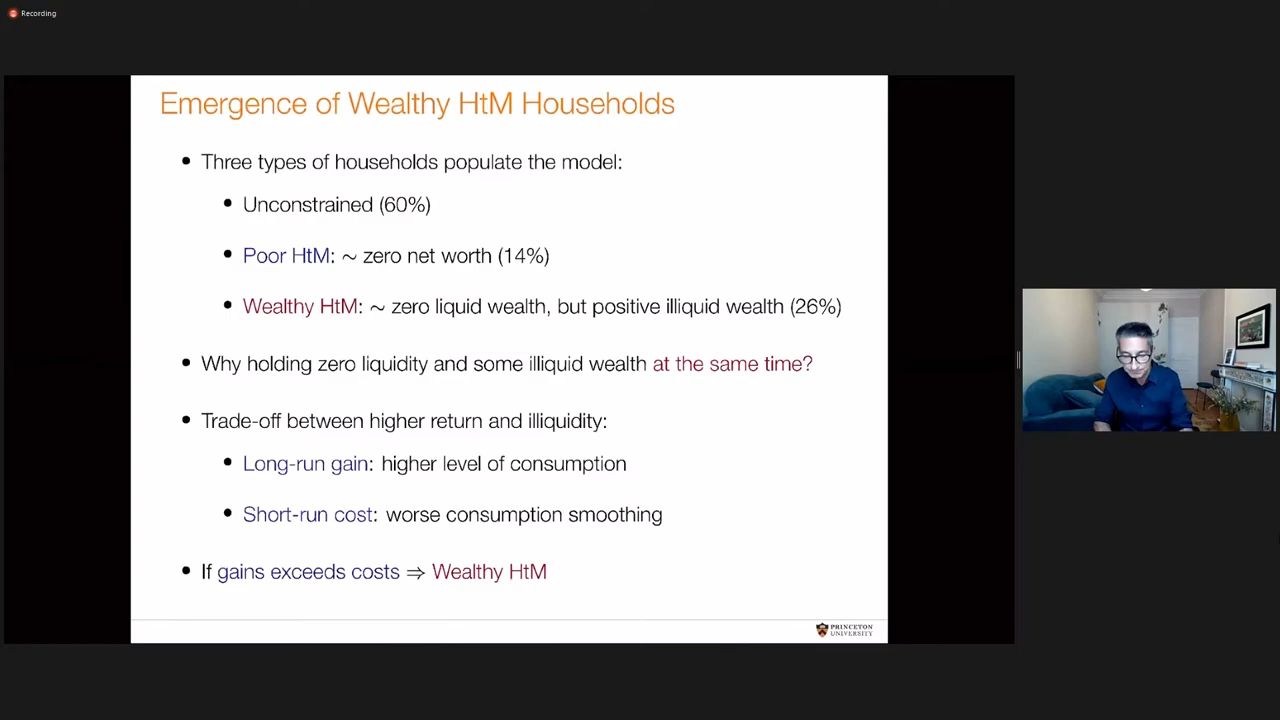 Recording
Emergence of Wealthy HtM Households
• Three types of households populate the model:
• Unconstrained (60%)
• Poor HtM: ∼ zero net worth (14%)
• Wealthy HtM: ∼ zero liquid wealth, but positive illiquid wealth (26%)
• Why holding zero liquidity and some illiquid wealth at the same time?
• Trade-off between higher return and illiquidity:
• Long-run gain: higher level of consumption
• Short-run cost: worse consumption smoothing
• If gains exceeds costs ⇒ Wealthy HtM
PRINCETON
UNIVERSITY